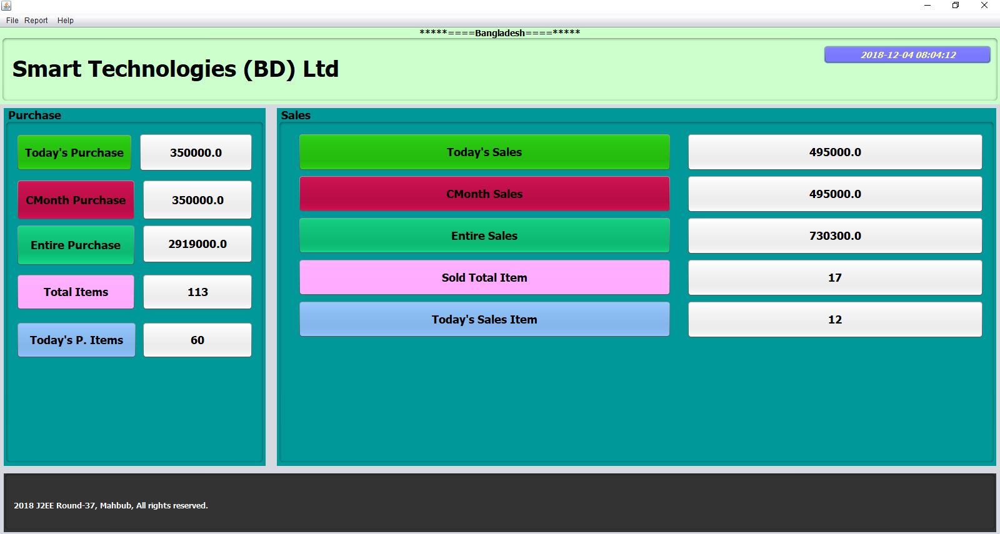 File Report Help
*****====Bangladesh====*****
Smart Technologies (BD) Ltd
2018-12-04 08:04:12
Purchase
Today's Purchase 350000.0
CMonth Purchase 350000.0
Entire Purchase 2919000.0
Total Items 113
Today's P. Items 60
Sales
Today's Sales 495000.0
CMonth Sales 495000.0
Entire Sales 730300.0
Sold Total Item 17
Today's Sales Item 12
2018 J2EE Round-37, Mahbub, All rights reserved.